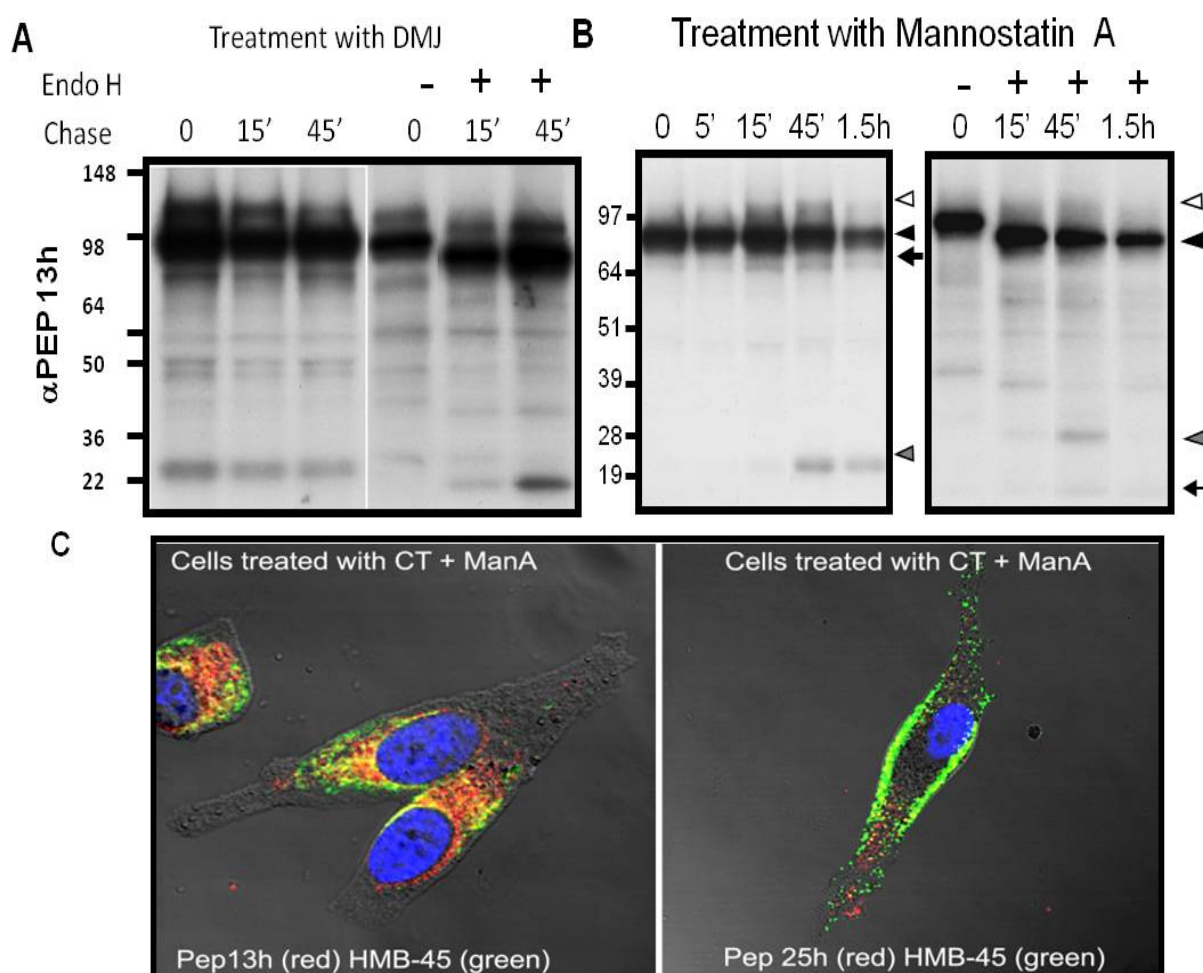 A Treatment with DMJ
Endo H - + +
Chase 0 15’ 45’ 0 15’ 45’
αPEP 13h
148
98
64
50
36
22
B Treatment with Mannostatin A
- + + +
0 5’ 15’ 45’ 1.5h 0 15’ 45’ 1.5h
97
64
51
39
28
19
C
Cells treated with CT + ManA
Pep13h (red) HMB-45 (green)
Cells treated with CT + ManA
Pep 25h (red) HMB-45 (green)